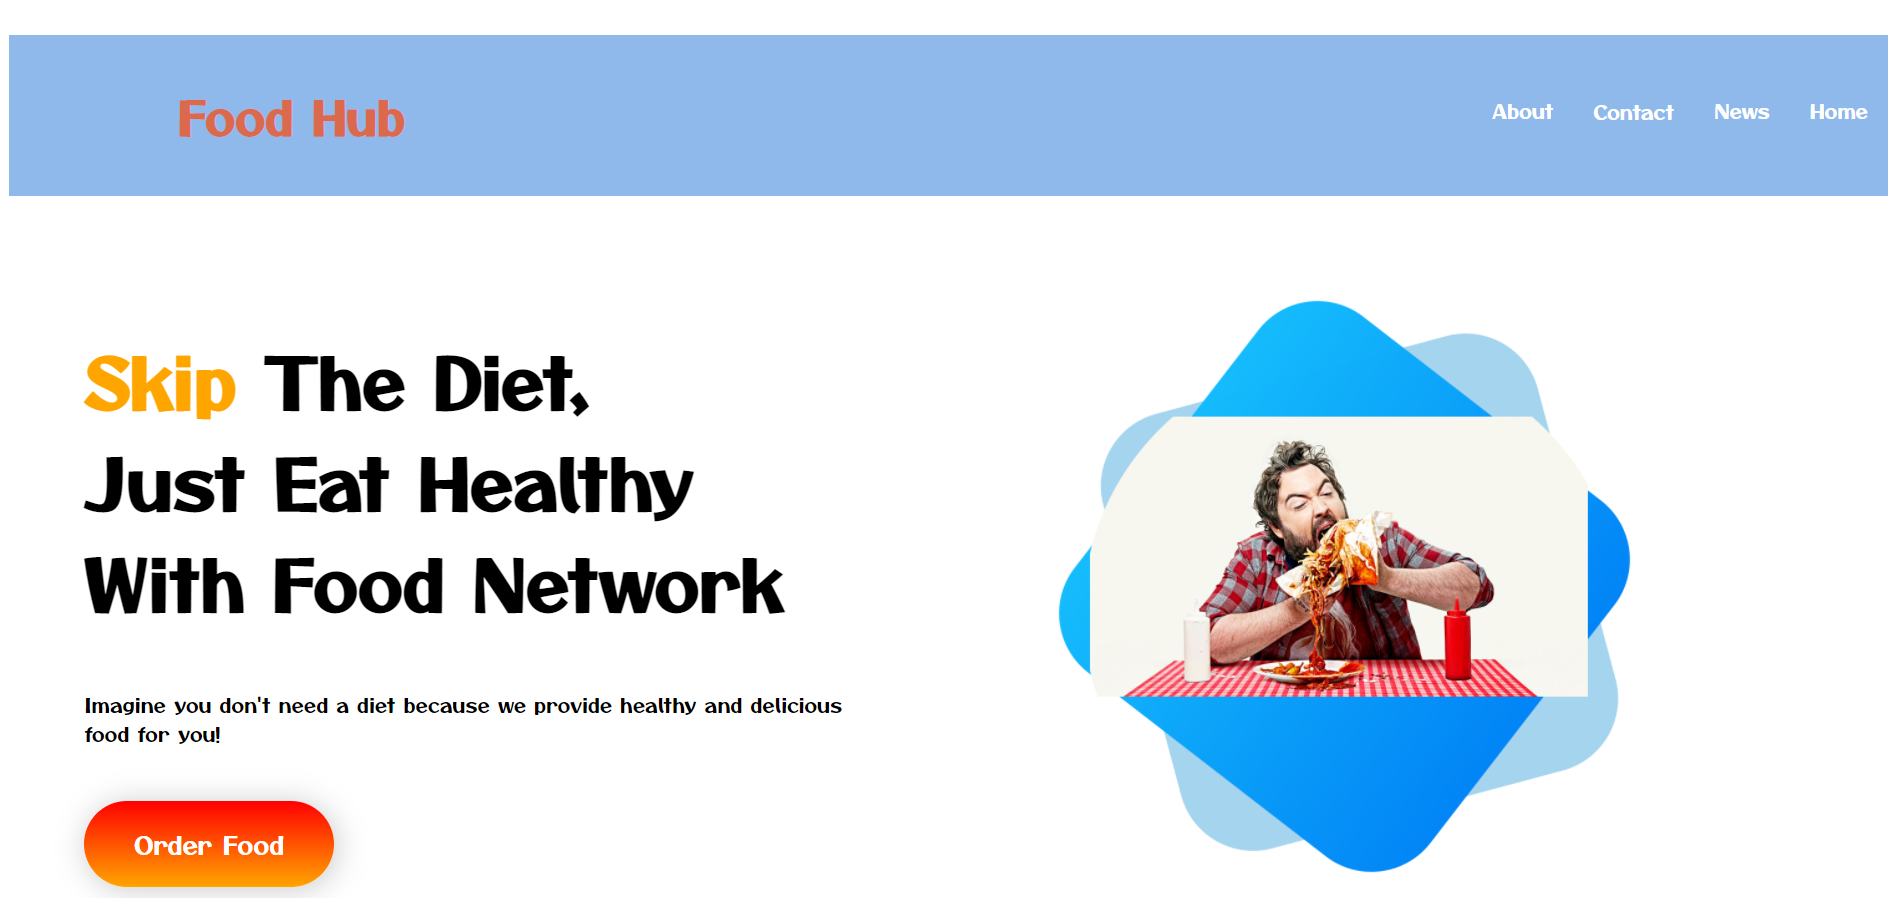 Food Hub
About Contact News Home
Skip The Diet,
Just Eat Healthy
With Food Network
Imagine you don't need a diet because we provide healthy and delicious
food for you!
Order Food